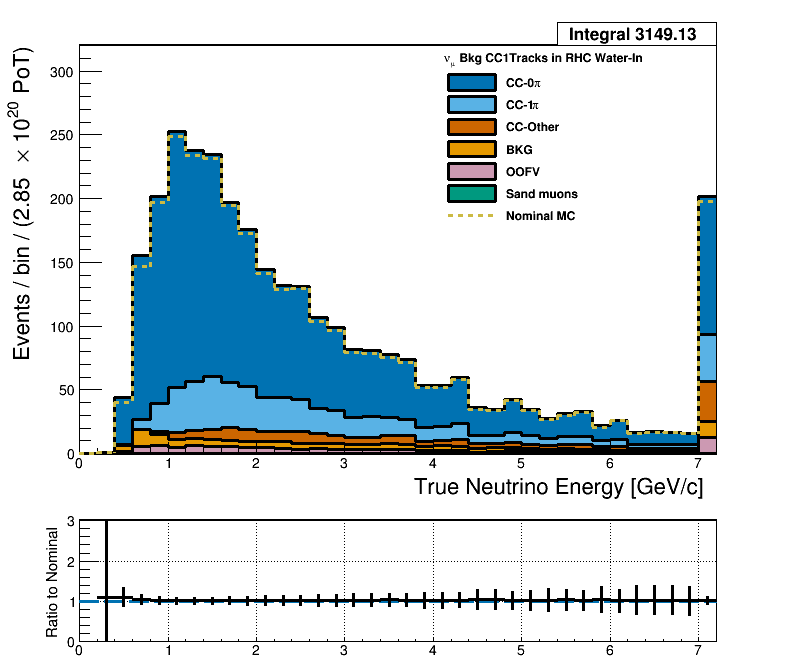 Integral 3149.13
ν_μ Bkg CC1Tracks in RHC Water-In
CC-0π
CC-1π
CC-Other
BKG
OOFV
Sand muons
Nominal MC
Events / bin / (2.85 × 10^20 PoT)
300
250
200
150
100
50
0
0 1 2 3 4 5 6 7
True Neutrino Energy [GeV/c]
Ratio to Nominal
3
2
1
0
0 1 2 3 4 5 6 7